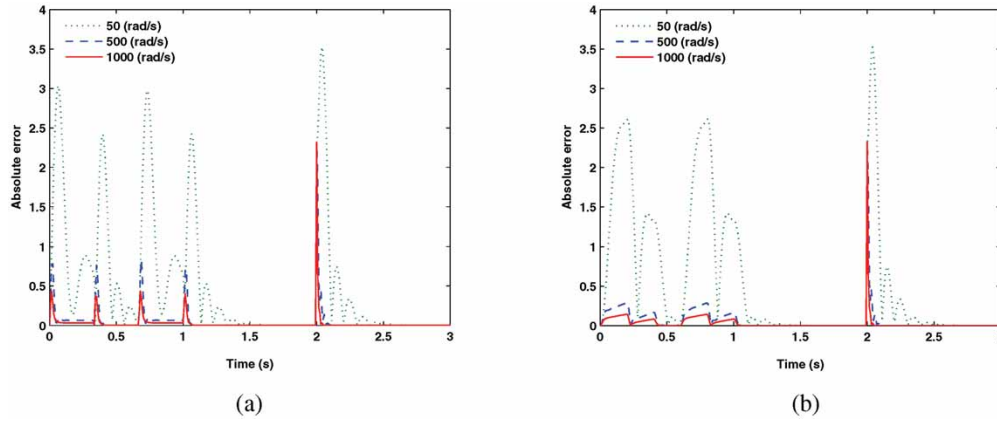 4
3.5
3
2.5
2
1.5
1
0.5
0
Absolute error
50 (rad/s)
500 (rad/s)
1000 (rad/s)
0 0.5 1 1.5 2 2.5 3
Time (s)
(a)
4
3.5
3
2.5
2
1.5
1
0.5
0
Absolute error
50 (rad/s)
500 (rad/s)
1000 (rad/s)
0 0.5 1 1.5 2 2.5
Time (s)
(b)